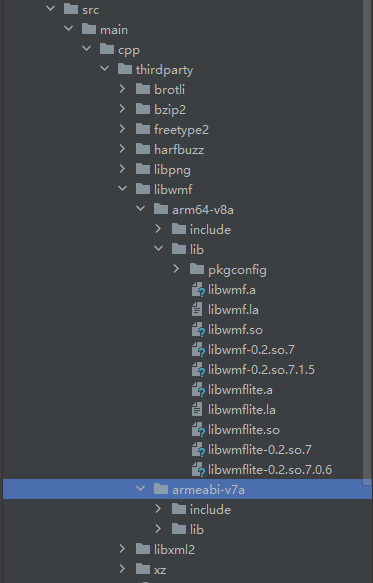 src
main
cpp
thirdparty
brotli
bzip2
freetype2
harfbuzz
libpng
libwmf
arm64-v8a
include
lib
pkgconfig
libwmf.a
libwmf.la
libwmf.so
libwmf-0.2.so.7
libwmf-0.2.so.7.1.5
libwmflite.a
libwmflite.la
libwmflite.so
libwmflite-0.2.so.7
libwmflite-0.2.so.7.0.6
armeabi-v7a
include
lib
libxml2
xz